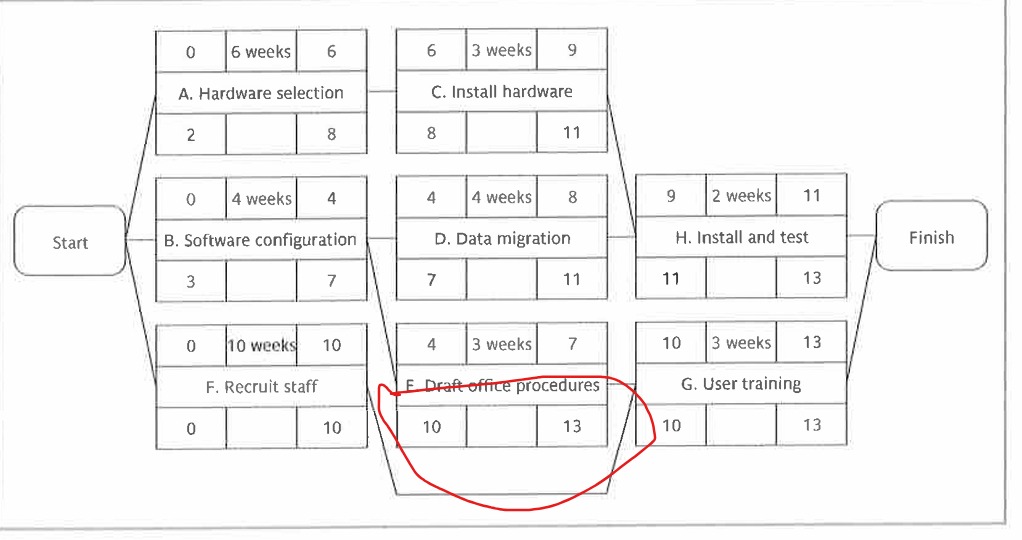 0 6 weeks 6
A. Hardware selection
2 8
6 3 weeks 9
C. Install hardware
8 11
Start
0 4 weeks 4
B. Software configuration
3 7
4 4 weeks 8
D. Data migration
7 11
9 2 weeks 11
H. Install and test
11 13
Finish
0 10 weeks 10
F. Recruit staff
0 10
4 3 weeks 7
E. Draft office procedures
10 13
10 3 weeks 13
G. User training
10 13